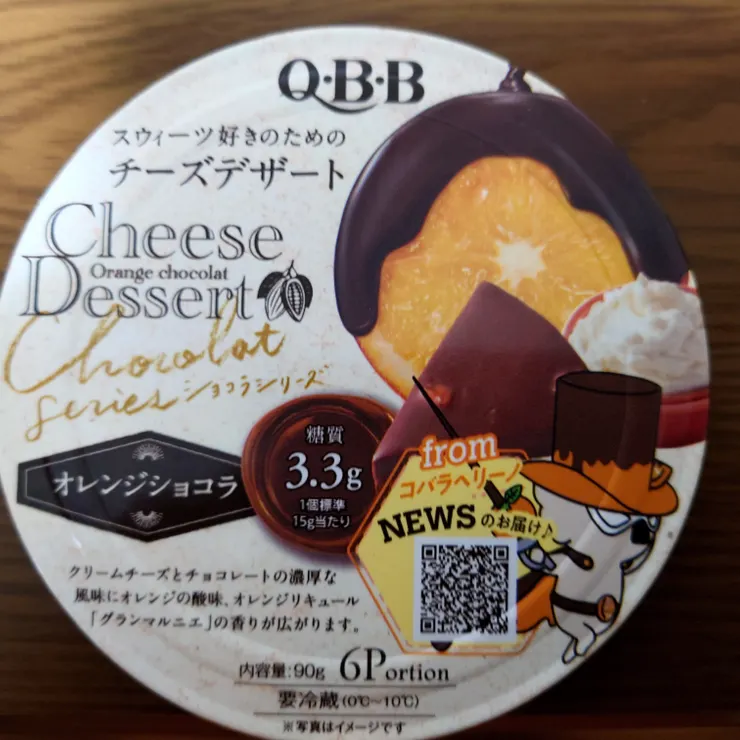 Q·B·B
スウィーツ好きのための
チーズデザート
Cheese
Orange chocolat
Dessert
Chocolat
series ショコラシリーズ
オレンジショコラ
糖質
3.3g
1個標準
15g当たり
from
コバラヘリーノ
NEWSのお届け♪
クリームチーズとチョコレートの濃厚な
風味にオレンジの酸味、オレンジリキュール
「グランマルニエ」の香りが広がります。
内容量:90g 6Portion
要冷蔵(0℃~10℃)
※写真はイメージです